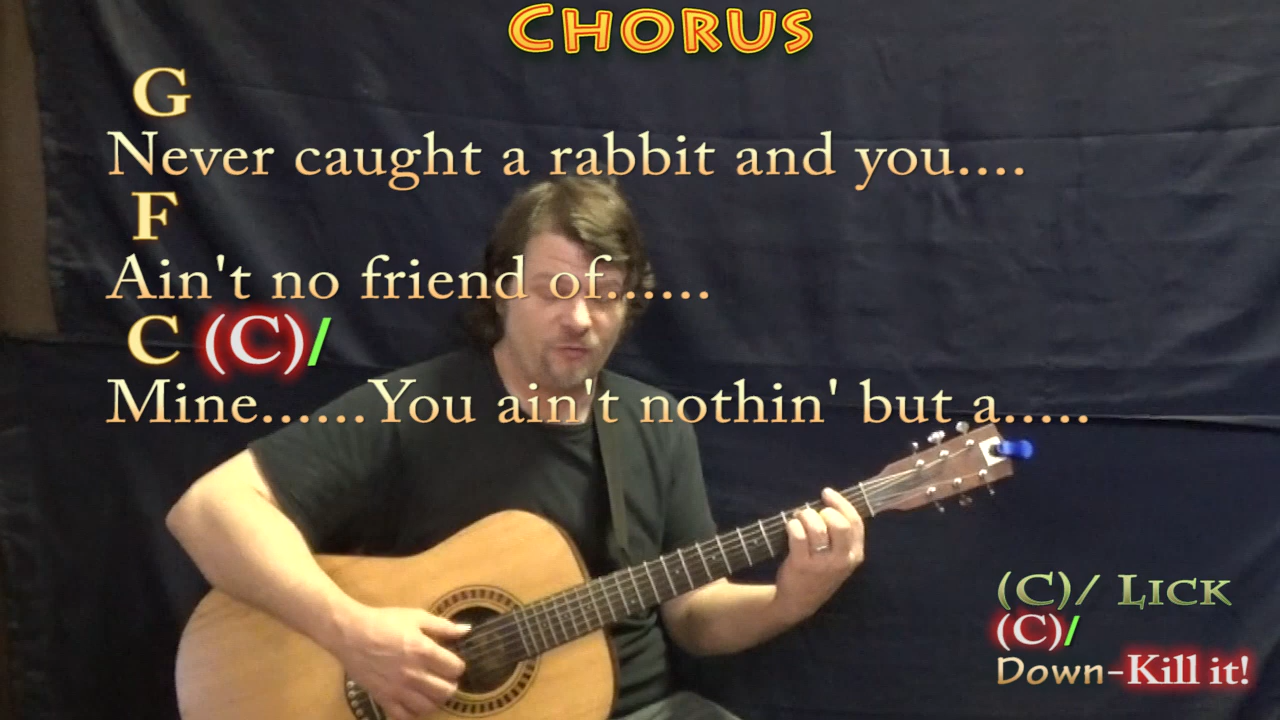 CHORUS
G
Never caught a rabbit and you....
F
Ain't no friend of......
C (C)/
Mine......You ain't nothin' but a.....
(C)/ LICK
(C)/
Down-Kill it!